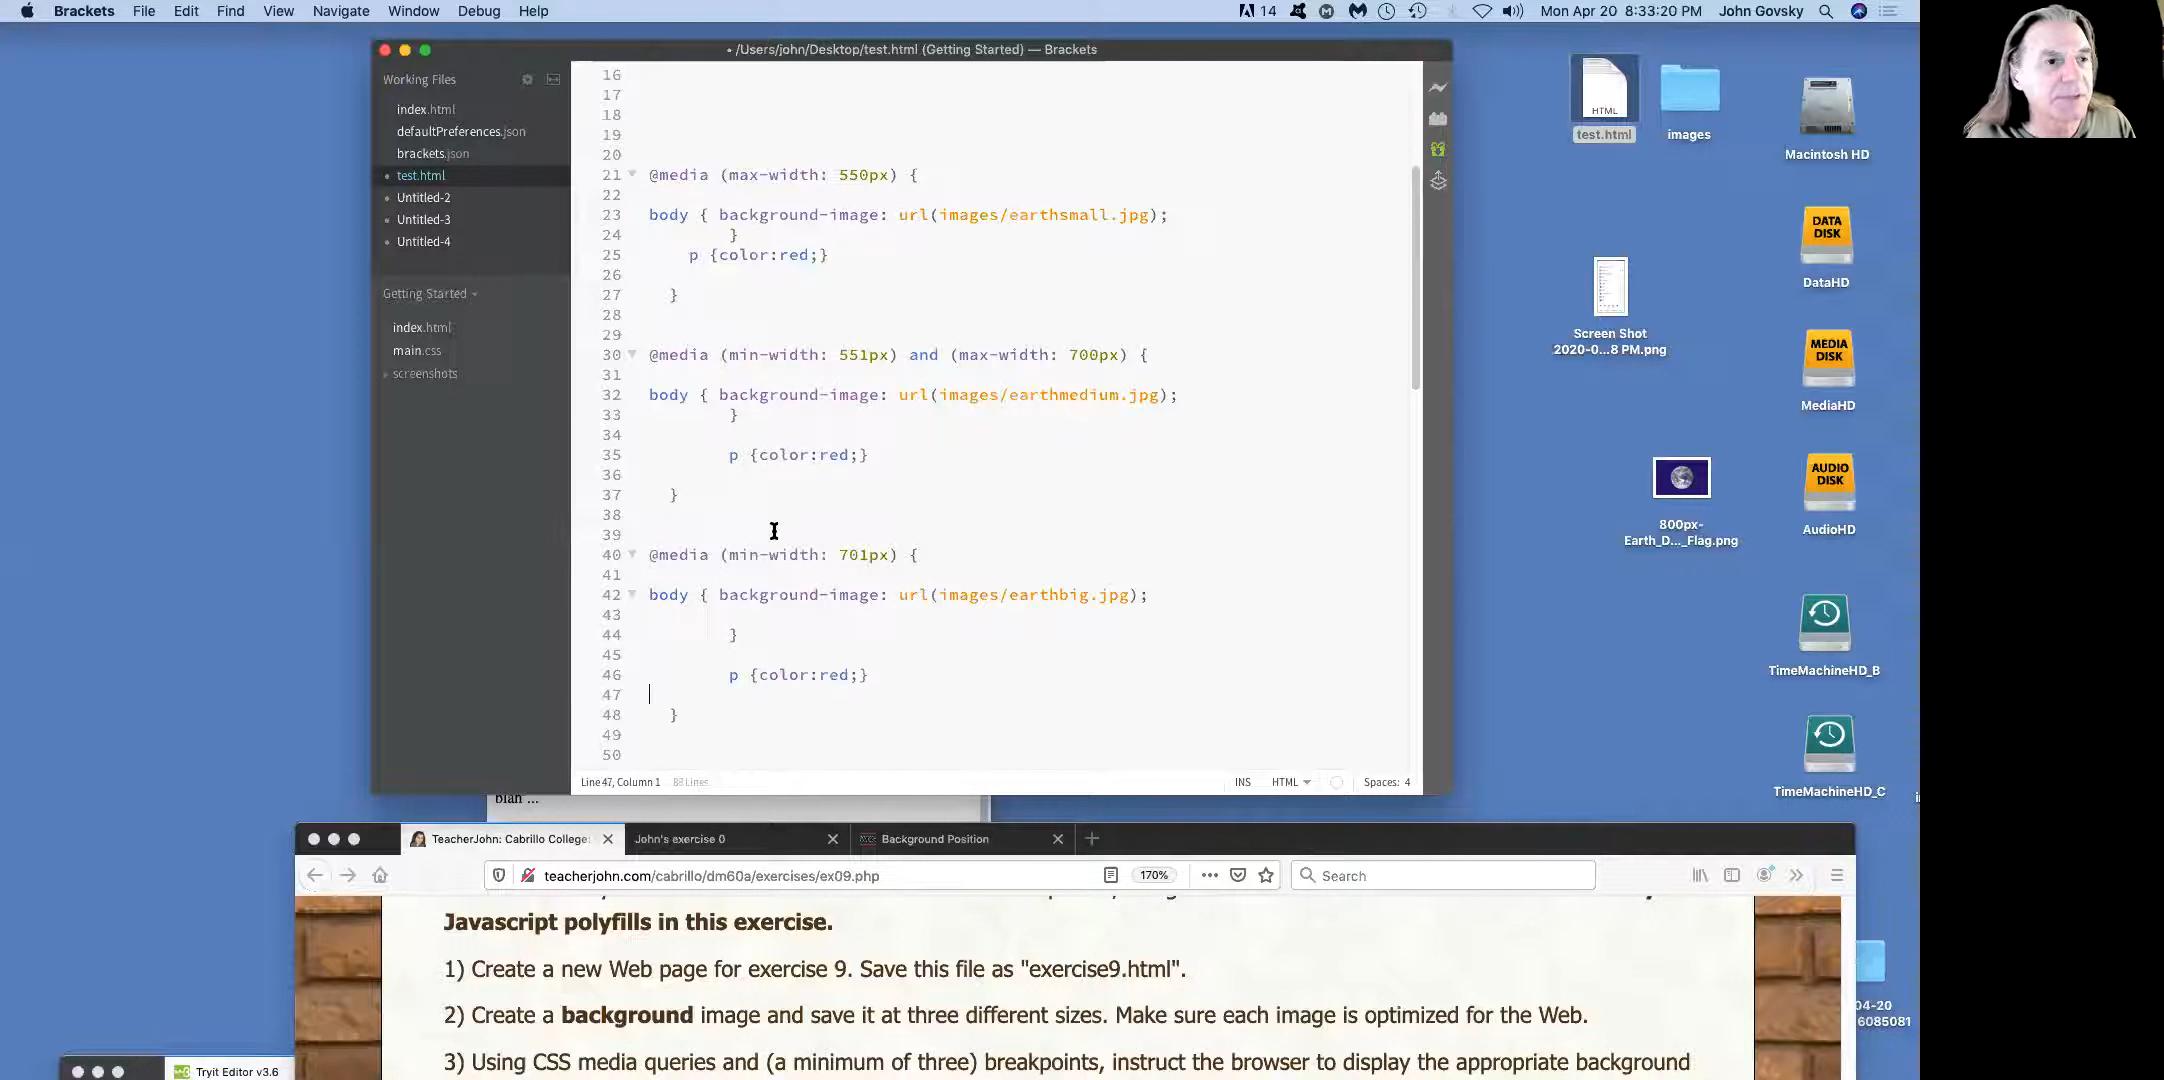 Brackets File Edit Find View Navigate Window Debug Help 14 Mon Apr 20 8:33:20 PM John Govsky
• /Users/john/Desktop/test.html (Getting Started) — Brackets
Working Files
index.html
defaultPreferences.json
brackets.json
test.html
Untitled-2
Untitled-3
Untitled-4
Getting Started
index.html
main.css
screenshots
16
17
18
19
20
21 @media (max-width: 550px) {
22
23 body { background-image: url(images/earthsmall.jpg);
24 }
25 p {color:red;}
26
27 }
28
29
30 @media (min-width: 551px) and (max-width: 700px) {
31
32 body { background-image: url(images/earthmedium.jpg);
33 }
34
35 p {color:red;}
36
37 }
38
39
40 @media (min-width: 701px) {
41
42 body { background-image: url(images/earthbig.jpg);
43
44 }
45
46 p {color:red;}
47
48 }
49
50
Line 47, Column 1 88 Lines INS HTML Spaces: 4
HTML
test.html
images
Macintosh HD
DATA
DISK
DataHD
Screen Shot
2020-0...8 PM.png
MEDIA
DISK
MediaHD
800px-
Earth_D..._Flag.png
AUDIO
DISK
AudioHD
TimeMachineHD_B
TimeMachineHD_C
blah ...
TeacherJohn: Cabrillo College: John's exercise 0 Background Position
teacherjohn.com/cabrillo/dm60a/exercises/ex09.php 170% Search
Javascript polyfills in this exercise.
1) Create a new Web page for exercise 9. Save this file as "exercise9.html".
2) Create a background image and save it at three different sizes. Make sure each image is optimized for the Web.
3) Using CSS media queries and (a minimum of three) breakpoints, instruct the browser to display the appropriate background
04-20
6085081
Tryit Editor v3.6